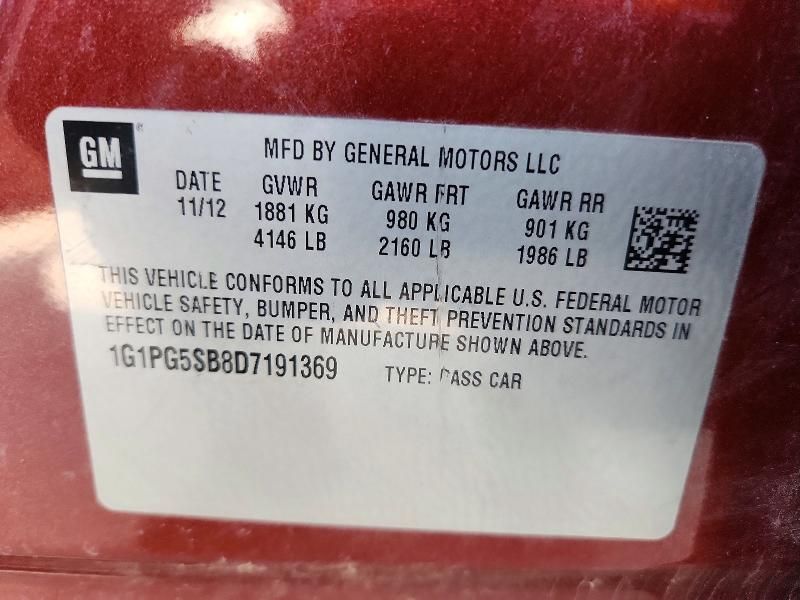 GM
MFD BY GENERAL MOTORS LLC
DATE GVWR GAWR FRT GAWR RR
11/12 1881 KG 980 KG 901 KG
4146 LB 2160 LB 1986 LB
THIS VEHICLE CONFORMS TO ALL APPLICABLE U.S. FEDERAL MOTOR
VEHICLE SAFETY, BUMPER, AND THEFT PREVENTION STANDARDS IN
EFFECT ON THE DATE OF MANUFACTURE SHOWN ABOVE.
1G1PG5SB8D7191369 TYPE: PASS CAR